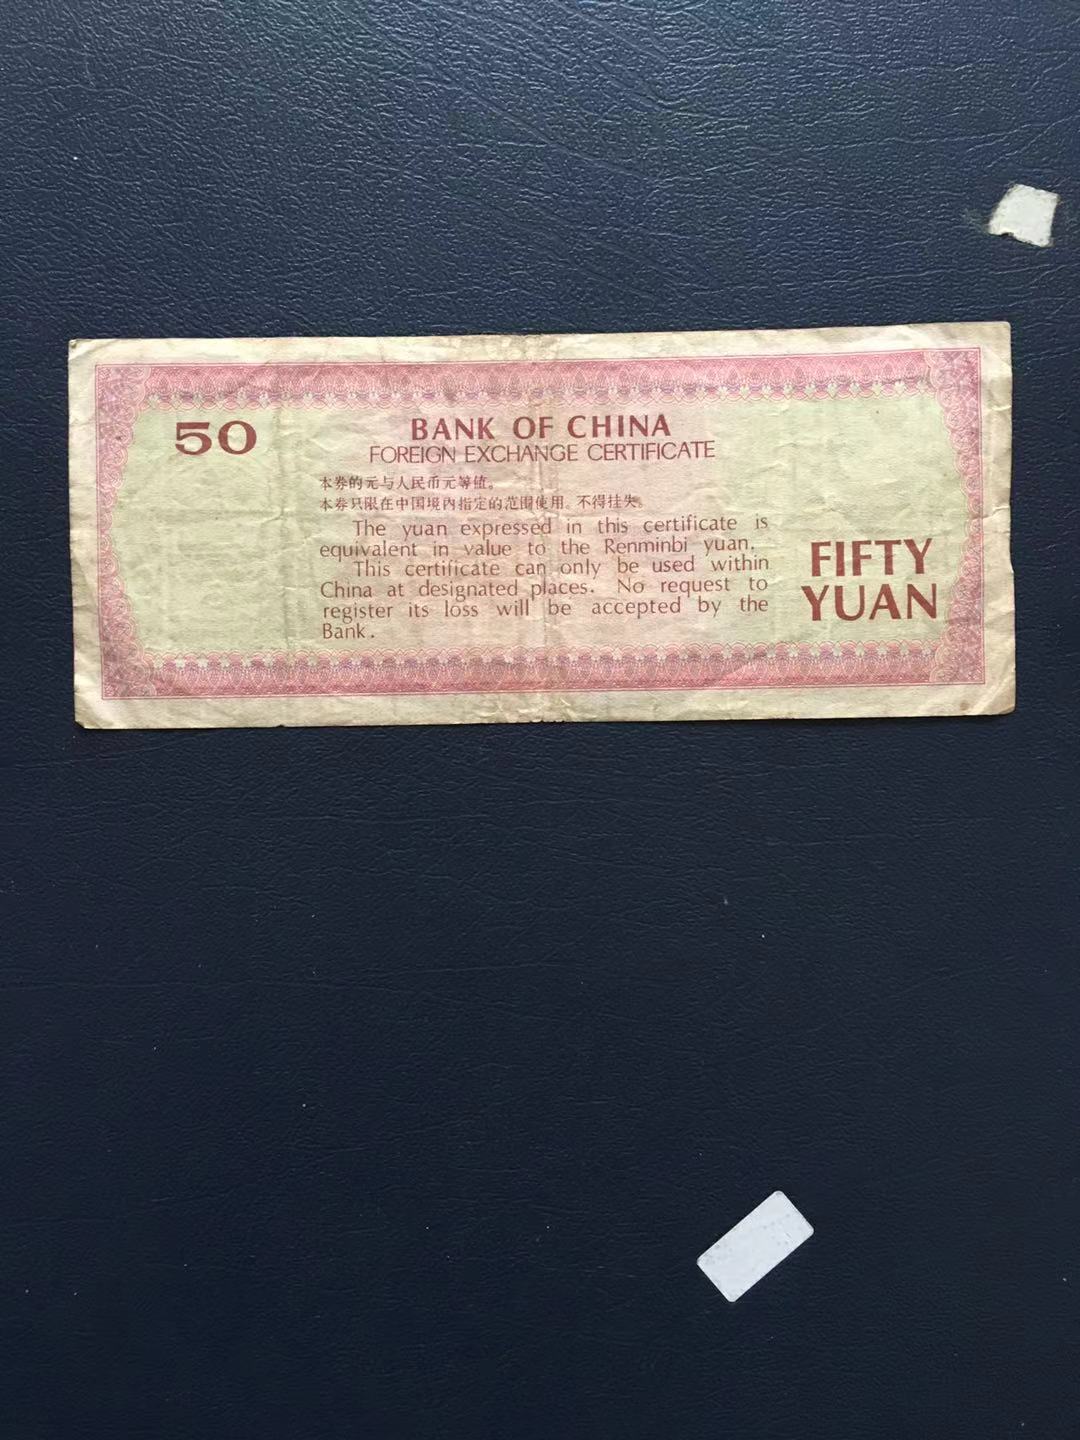 50
BANK OF CHINA
FOREIGN EXCHANGE CERTIFICATE
本券的元与人民币元等值。
本券只限在中国境内指定的范围使用。不得挂失。
The yuan expressed in this certificate is
equivalent in value to the Renminbi yuan.
This certificate can only be used within
China at designated places. No request to
register its loss will be accepted by the
Bank.
FIFTY
YUAN